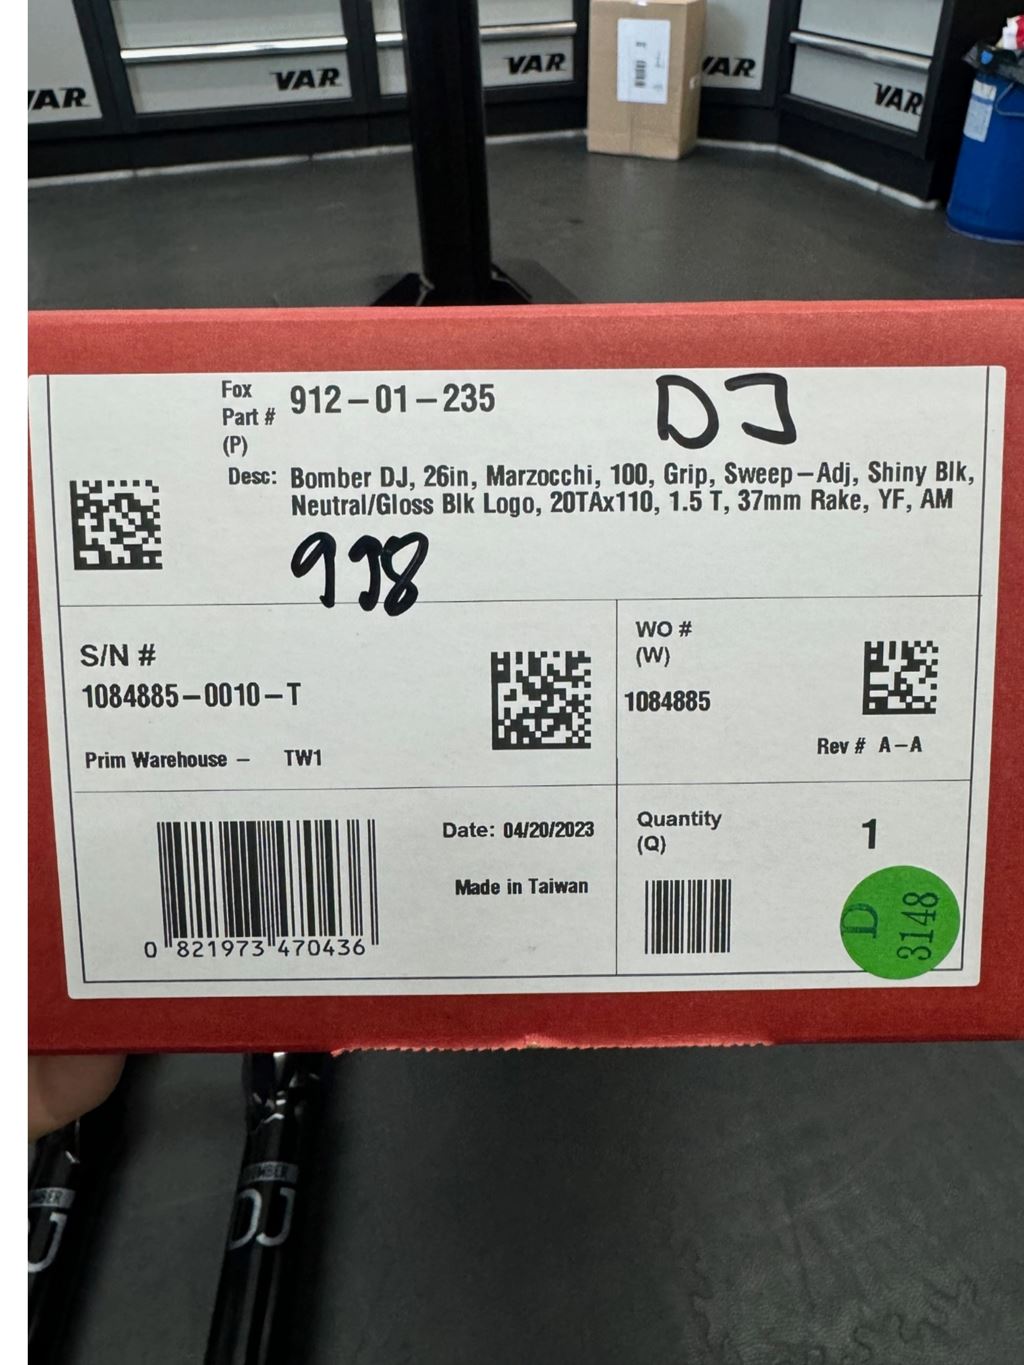 VAR
VAR
VAR
VAR
VAR
Fox
Part #
(P)
912-01-235
DJ
Desc: Bomber DJ, 26in, Marzocchi, 100, Grip, Sweep-Adj, Shiny Blk,
Neutral/Gloss Blk Logo, 20TAx110, 1.5 T, 37mm Rake, YF, AM
998
S/N #
1084885-0010-T
Prim Warehouse - TW1
WO #
(W)
1084885
Rev # A-A
Date: 04/20/2023
Made in Taiwan
0 821973 470436
Quantity
(Q)
1
D
3148
DJ